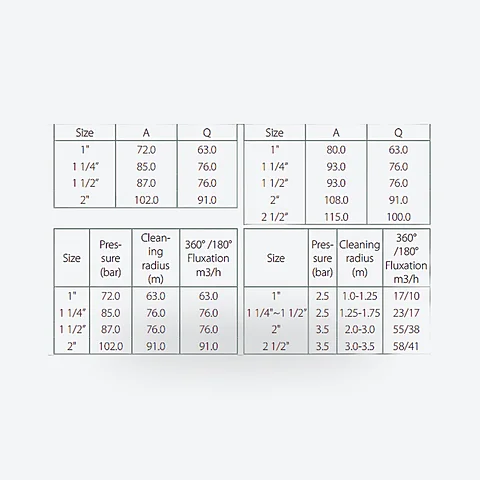 Size A Q
1" 72.0 63.0
1 1/4" 85.0 76.0
1 1/2" 87.0 76.0
2" 102.0 91.0
Size A Q
1" 80.0 63.0
1 1/4" 93.0 76.0
1 1/2" 93.0 76.0
2" 108.0 91.0
2 1/2" 115.0 100.0
Size Pres-sure (bar) Clean-ing radius (m) 360° /180° Fluxation m3/h
1" 72.0 63.0 63.0
1 1/4" 85.0 76.0 76.0
1 1/2" 87.0 76.0 76.0
2" 102.0 91.0 91.0
Size Pres-sure (bar) Cleaning radius (m) 360° /180° Fluxation m3/h
1" 2.5 1.0-1.25 17/10
1 1/4"~1 1/2" 2.5 1.25-1.75 23/17
2" 3.5 2.0-3.0 55/38
2 1/2" 3.5 3.0-3.5 58/41